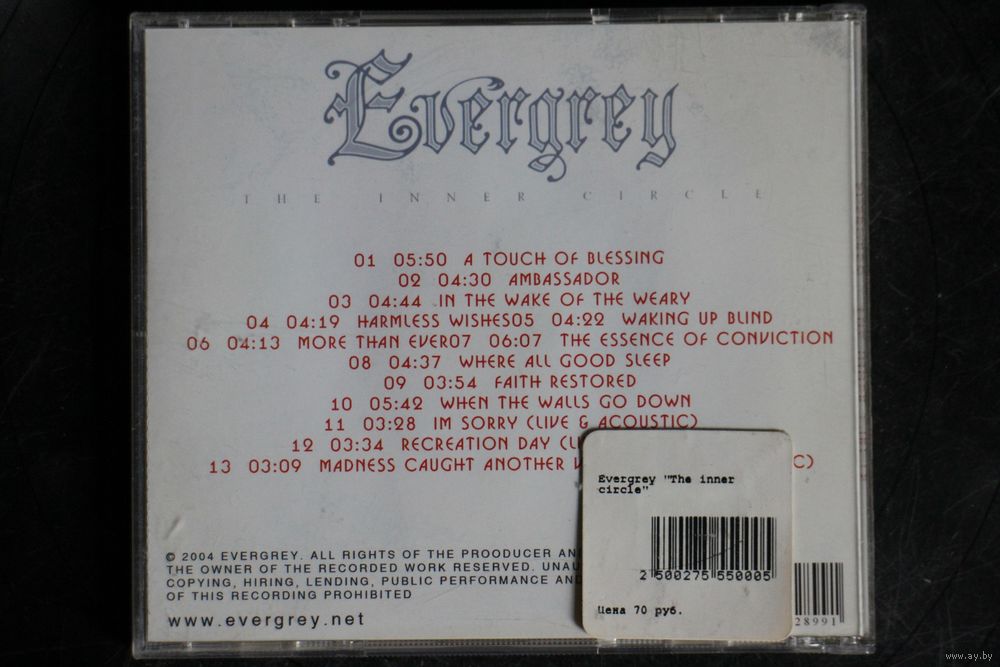 Evergrey
THE INNER CIRCLE
01 05:50 A TOUCH OF BLESSING
02 04:30 AMBASSADOR
03 04:44 IN THE WAKE OF THE WEARY
04 04:19 HARMLESS WISHES05 04:22 WAKING UP BLIND
06 04:13 MORE THAN EVER07 06:07 THE ESSENCE OF CONVICTION
08 04:37 WHERE ALL GOOD SLEEP
09 03:54 FAITH RESTORED
10 05:42 WHEN THE WALLS GO DOWN
11 03:28 IM SORRY (LIVE & ACOUSTIC)
12 03:34 RECREATION DAY (LI
13 03:09 MADNESS CAUGHT ANOTHER C)
Evergrey "The inner
circle"
2 500275 550005
Цена 70 руб.
© 2004 EVERGREY. ALL RIGHTS OF THE PROODUCER AN
THE OWNER OF THE RECORDED WORK RESERVED. UNAU
COPYING, HIRING, LENDING, PUBLIC PERFORMANCE AND
OF THIS RECORDING PROHIBITED
www.evergrey.net
28991
www.ay.by